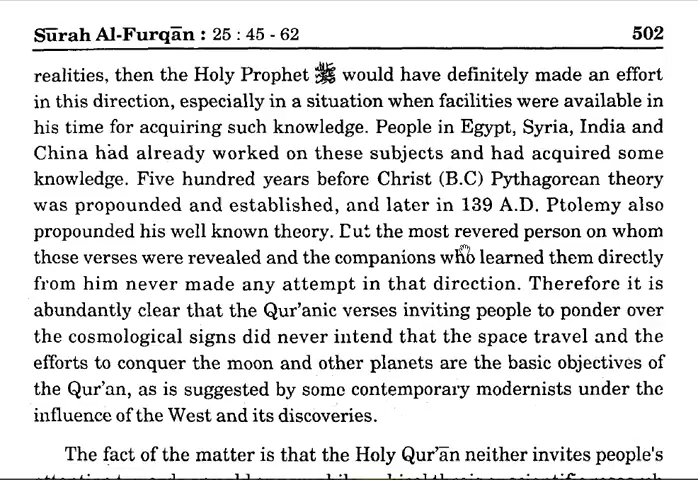 Sūrah Al-Furqān : 25 : 45 - 62 502
realities, then the Holy Prophet ﷺ would have definitely made an effort
in this direction, especially in a situation when facilities were available in
his time for acquiring such knowledge. People in Egypt, Syria, India and
China had already worked on these subjects and had acquired some
knowledge. Five hundred years before Christ (B.C) Pythagorean theory
was propounded and established, and later in 139 A.D. Ptolemy also
propounded his well known theory. But the most revered person on whom
these verses were revealed and the companions who learned them directly
from him never made any attempt in that direction. Therefore it is
abundantly clear that the Qur'anic verses inviting people to ponder over
the cosmological signs did never intend that the space travel and the
efforts to conquer the moon and other planets are the basic objectives of
the Qur'an, as is suggested by some contemporary modernists under the
influence of the West and its discoveries.
The fact of the matter is that the Holy Qur'ān neither invites people's